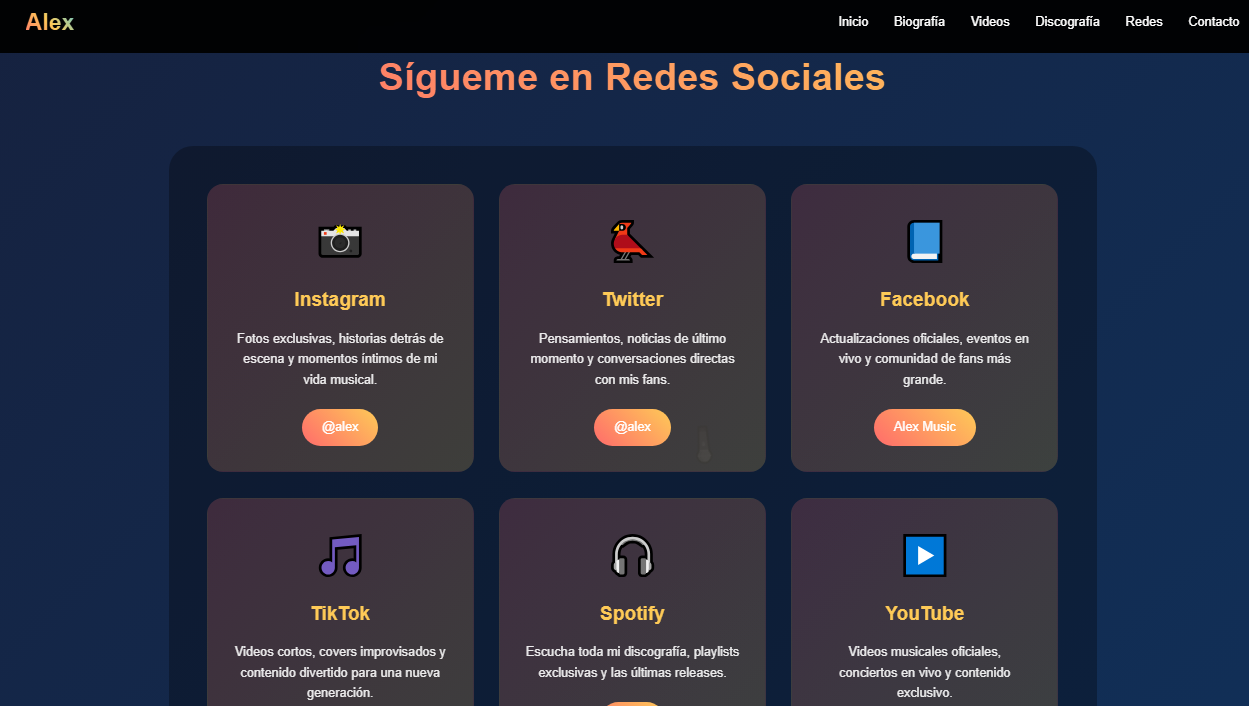 Alex
Inicio Biografía Videos Discografía Redes Contacto
Sígueme en Redes Sociales
Instagram
Fotos exclusivas, historias detrás de
escena y momentos íntimos de mi
vida musical.
@alex
Twitter
Pensamientos, noticias de último
momento y conversaciones directas
con mis fans.
@alex
Facebook
Actualizaciones oficiales, eventos en
vivo y comunidad de fans más
grande.
Alex Music
TikTok
Videos cortos, covers improvisados y
contenido divertido para una nueva
generación.
Spotify
Escucha toda mi discografía, playlists
exclusivas y las últimas releases.
YouTube
Videos musicales oficiales,
conciertos en vivo y contenido
exclusivo.